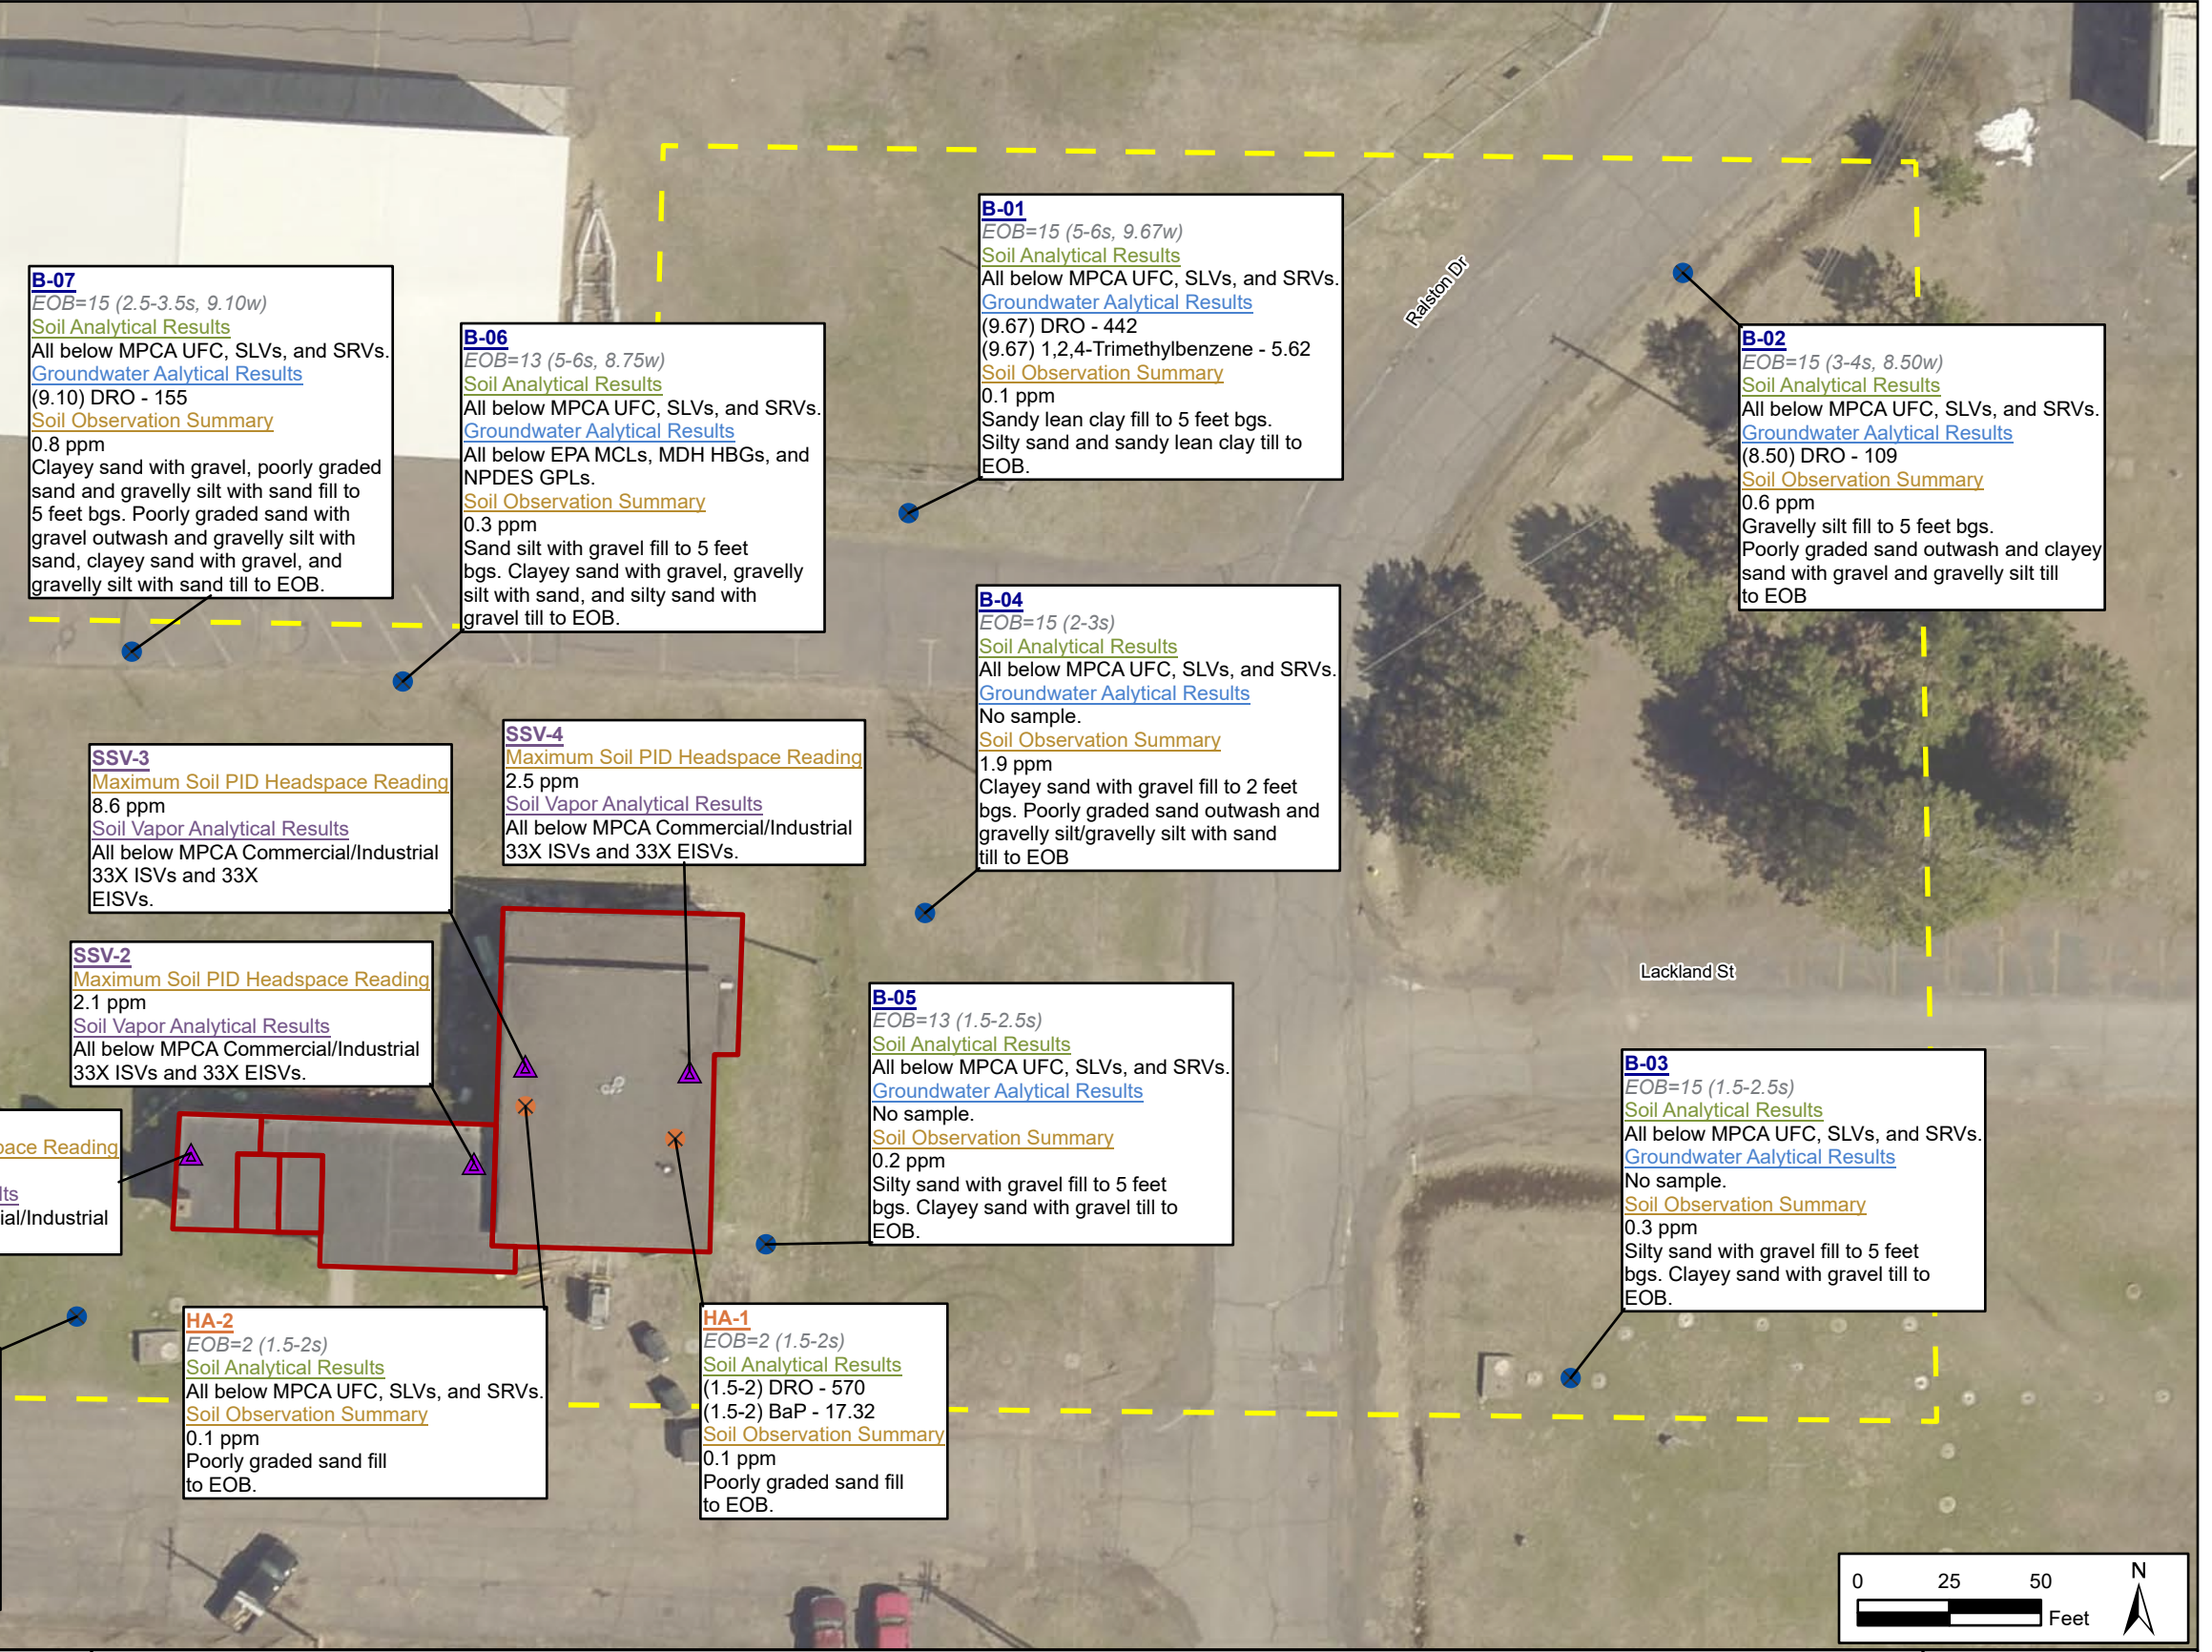 B-01
EOB=15 (5-6s, 9.67w)
Soil Analytical Results
All below MPCA UFC, SLVs, and SRVs.
Groundwater Aalytical Results
(9.67) DRO - 442
(9.67) 1,2,4-Trimethylbenzene - 5.62
Soil Observation Summary
0.1 ppm
Sandy lean clay fill to 5 feet bgs.
Silty sand and sandy lean clay till to
EOB.
Ralston Dr
B-07
EOB=15 (2.5-3.5s, 9.10w)
Soil Analytical Results
All below MPCA UFC, SLVs, and SRVs.
Groundwater Aalytical Results
(9.10) DRO - 155
Soil Observation Summary
0.8 ppm
Clayey sand with gravel, poorly graded
sand and gravelly silt with sand fill to
5 feet bgs. Poorly graded sand with
gravel outwash and gravelly silt with
sand, clayey sand with gravel, and
gravelly silt with sand till to EOB.
B-06
EOB=13 (5-6s, 8.75w)
Soil Analytical Results
All below MPCA UFC, SLVs, and SRVs.
Groundwater Aalytical Results
All below EPA MCLs, MDH HBGs, and
NPDES GPLs.
Soil Observation Summary
0.3 ppm
Sand silt with gravel fill to 5 feet
bgs. Clayey sand with gravel, gravelly
silt with sand, and silty sand with
gravel till to EOB.
B-02
EOB=15 (3-4s, 8.50w)
Soil Analytical Results
All below MPCA UFC, SLVs, and SRVs.
Groundwater Aalytical Results
(8.50) DRO - 109
Soil Observation Summary
0.6 ppm
Gravelly silt fill to 5 feet bgs.
Poorly graded sand outwash and clayey
sand with gravel and gravelly silt till
to EOB
B-04
EOB=15 (2-3s)
Soil Analytical Results
All below MPCA UFC, SLVs, and SRVs.
Groundwater Aalytical Results
No sample.
Soil Observation Summary
1.9 ppm
Clayey sand with gravel fill to 2 feet
bgs. Poorly graded sand outwash and
gravelly silt/gravelly silt with sand
till to EOB
SSV-3
Maximum Soil PID Headspace Reading
8.6 ppm
Soil Vapor Analytical Results
All below MPCA Commercial/Industrial
33X ISVs and 33X
EISVs.
SSV-4
Maximum Soil PID Headspace Reading
2.5 ppm
Soil Vapor Analytical Results
All below MPCA Commercial/Industrial
33X ISVs and 33X EISVs.
SSV-2
Maximum Soil PID Headspace Reading
2.1 ppm
Soil Vapor Analytical Results
All below MPCA Commercial/Industrial
33X ISVs and 33X EISVs.
Lackland St
B-05
EOB=13 (1.5-2.5s)
Soil Analytical Results
All below MPCA UFC, SLVs, and SRVs.
Groundwater Aalytical Results
No sample.
Soil Observation Summary
0.2 ppm
Silty sand with gravel fill to 5 feet
bgs. Clayey sand with gravel till to
EOB.
B-03
EOB=15 (1.5-2.5s)
Soil Analytical Results
All below MPCA UFC, SLVs, and SRVs.
Groundwater Aalytical Results
No sample.
Soil Observation Summary
0.3 ppm
Silty sand with gravel fill to 5 feet
bgs. Clayey sand with gravel till to
EOB.
pace Reading
lts
ial/Industrial
HA-2
EOB=2 (1.5-2s)
Soil Analytical Results
All below MPCA UFC, SLVs, and SRVs.
Soil Observation Summary
0.1 ppm
Poorly graded sand fill
to EOB.
HA-1
EOB=2 (1.5-2s)
Soil Analytical Results
(1.5-2) DRO - 570
(1.5-2) BaP - 17.32
Soil Observation Summary
0.1 ppm
Poorly graded sand fill
to EOB.
0 25 50
Feet
N